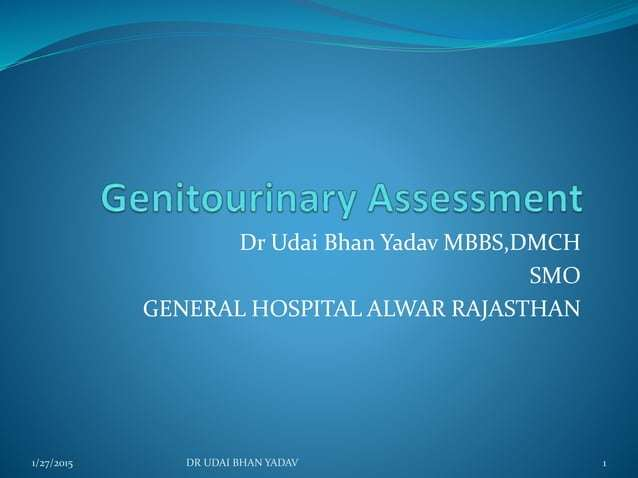 Genitourinary Assessment
Dr Udai Bhan Yadav MBBS,DMCH
SMO
GENERAL HOSPITAL ALWAR RAJASTHAN
1/27/2015 DR UDAI BHAN YADAV 1